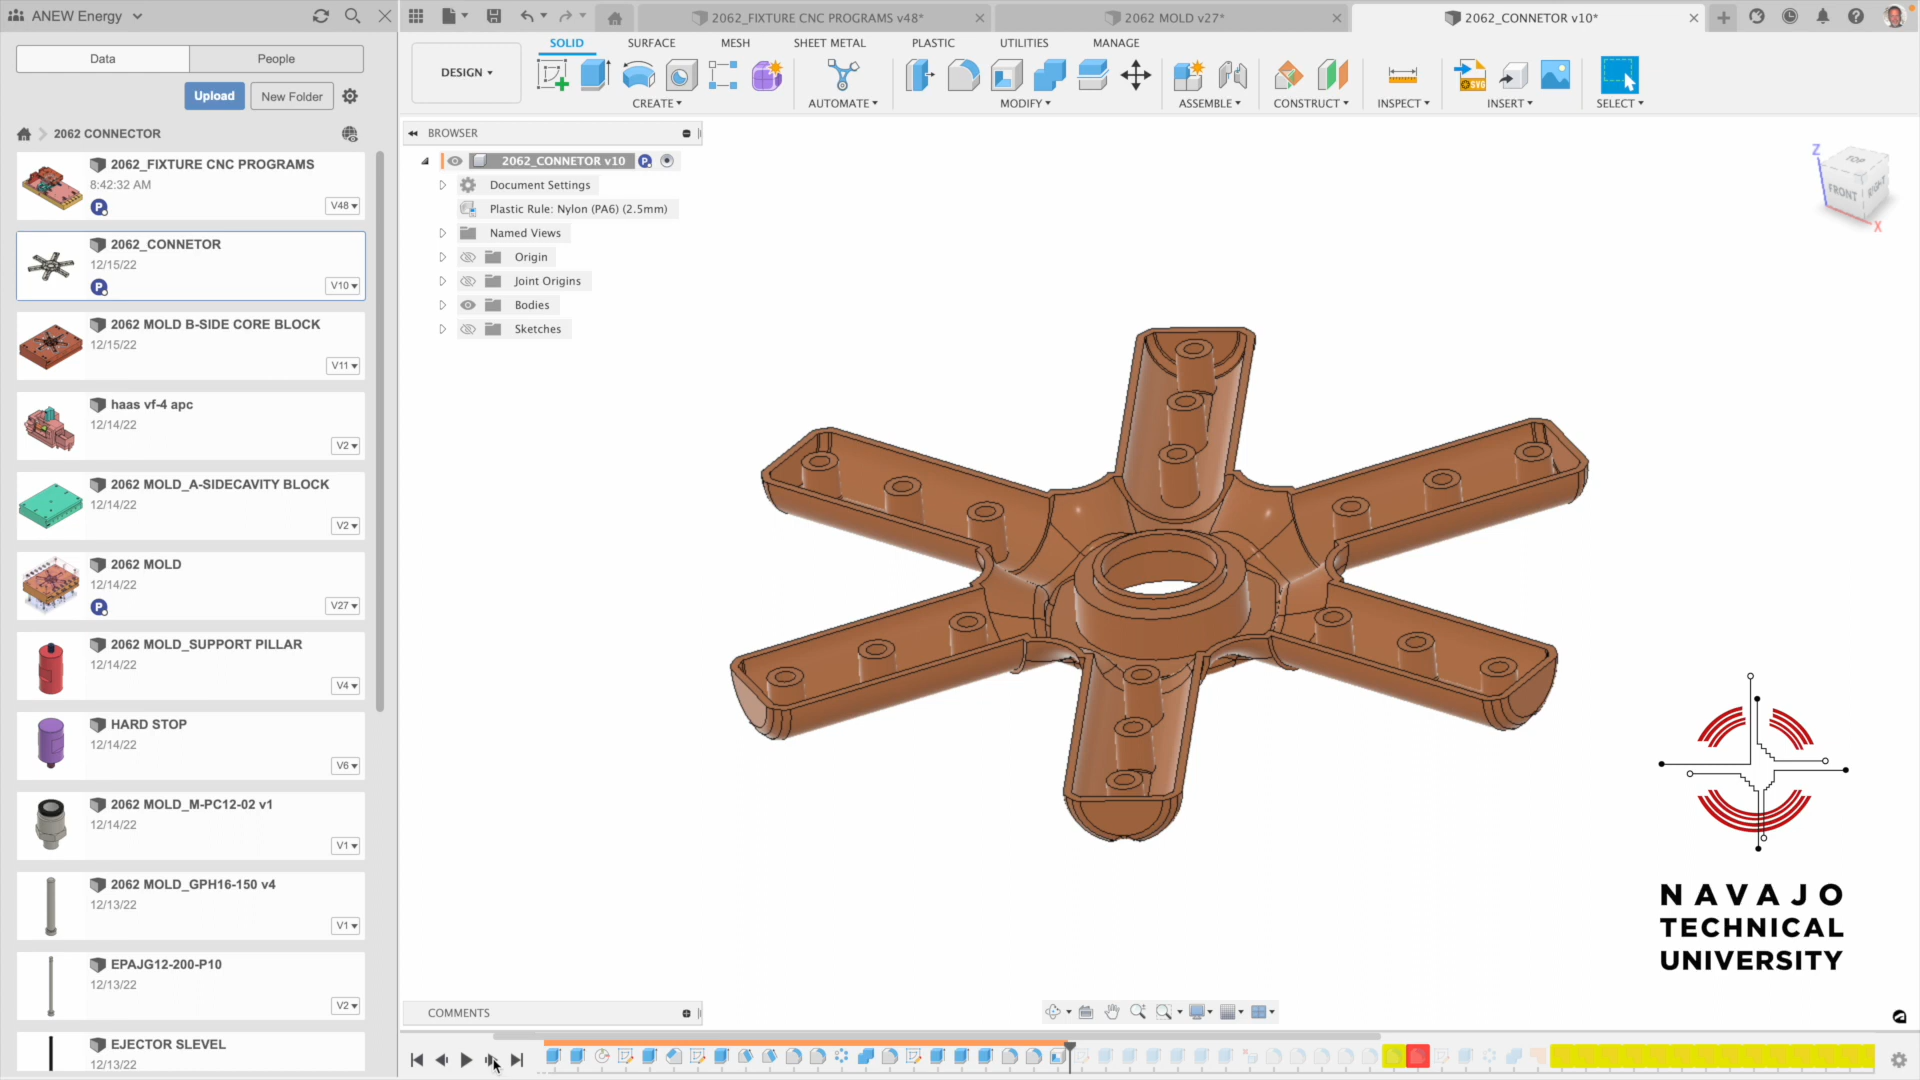 ANEW Energy
2062_FIXTURE CNC PROGRAMS v48*
2062 MOLD v27*
2062_CONNETOR v10*
Data
People
Upload
New Folder
2062 CONNECTOR
2062_FIXTURE CNC PROGRAMS
8:42:32 AM
P
V48
2062_CONNETOR
12/15/22
P
V10
2062 MOLD B-SIDE CORE BLOCK
12/15/22
V11
haas vf-4 apc
12/14/22
V2
2062 MOLD_A-SIDECAVITY BLOCK
12/14/22
V2
2062 MOLD
12/14/22
P
V27
2062 MOLD_SUPPORT PILLAR
12/14/22
V4
HARD STOP
12/14/22
V6
2062 MOLD_M-PC12-02 v1
12/14/22
V1
2062 MOLD_GPH16-150 v4
12/13/22
V1
EPAJG12-200-P10
12/13/22
V2
EJECTOR SLEVEL
12/13/22
DESIGN
SOLID
SURFACE
MESH
SHEET METAL
PLASTIC
UTILITIES
MANAGE
SVG
CREATE
AUTOMATE
MODIFY
ASSEMBLE
CONSTRUCT
INSPECT
INSERT
SELECT
BROWSER
2062_CONNETOR v10
P
Document Settings
Plastic Rule: Nylon (PA6) (2.5mm)
Named Views
Origin
Joint Origins
Bodies
Sketches
Z
TOP
FRONT
RIGHT
X
NAVAJO
TECHNICAL
UNIVERSITY
COMMENTS